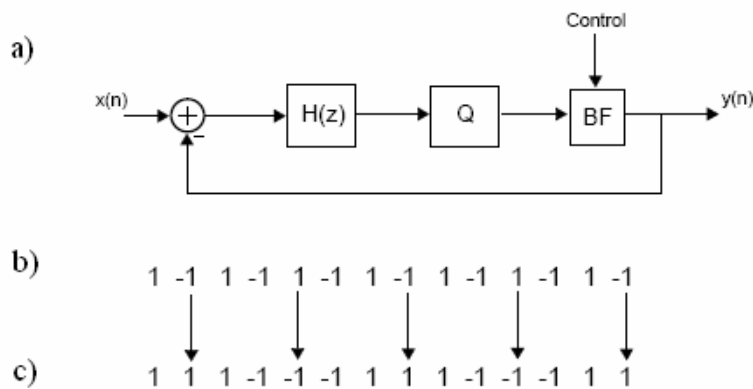 Control
a)
x(n) + H(z) Q BF y(n)
−
b) 1 -1 1 -1 1 -1 1 -1 1 -1 1 -1 1 -1
c) 1 1 1 -1 -1 -1 1 1 1 -1 -1 -1 1 1